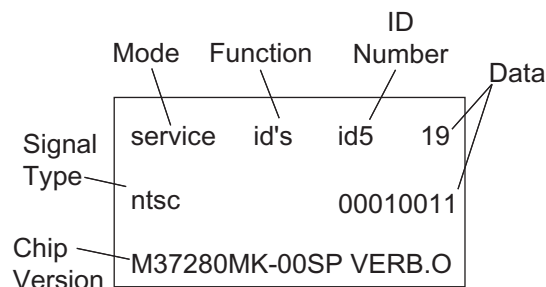 ID
Mode Function Number
Data
service id's id5 19
Signal
Type
ntsc 00010011
Chip
Version
M37280MK-00SP VERB.O